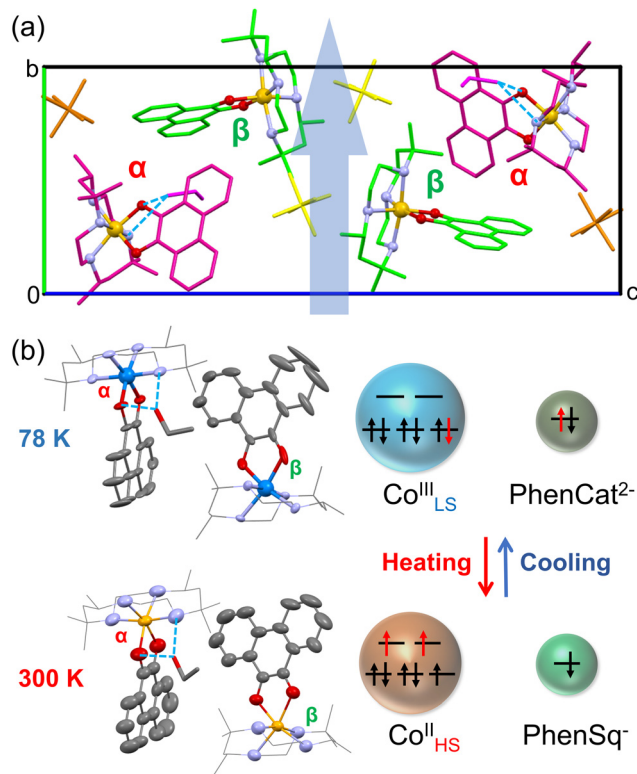 (a)
b
α
β
β
α
0
c
(b)
α
78 K
β
Co^III_LS
PhenCat^2-
Heating
Cooling
α
300 K
β
Co^II_HS
PhenSq^-